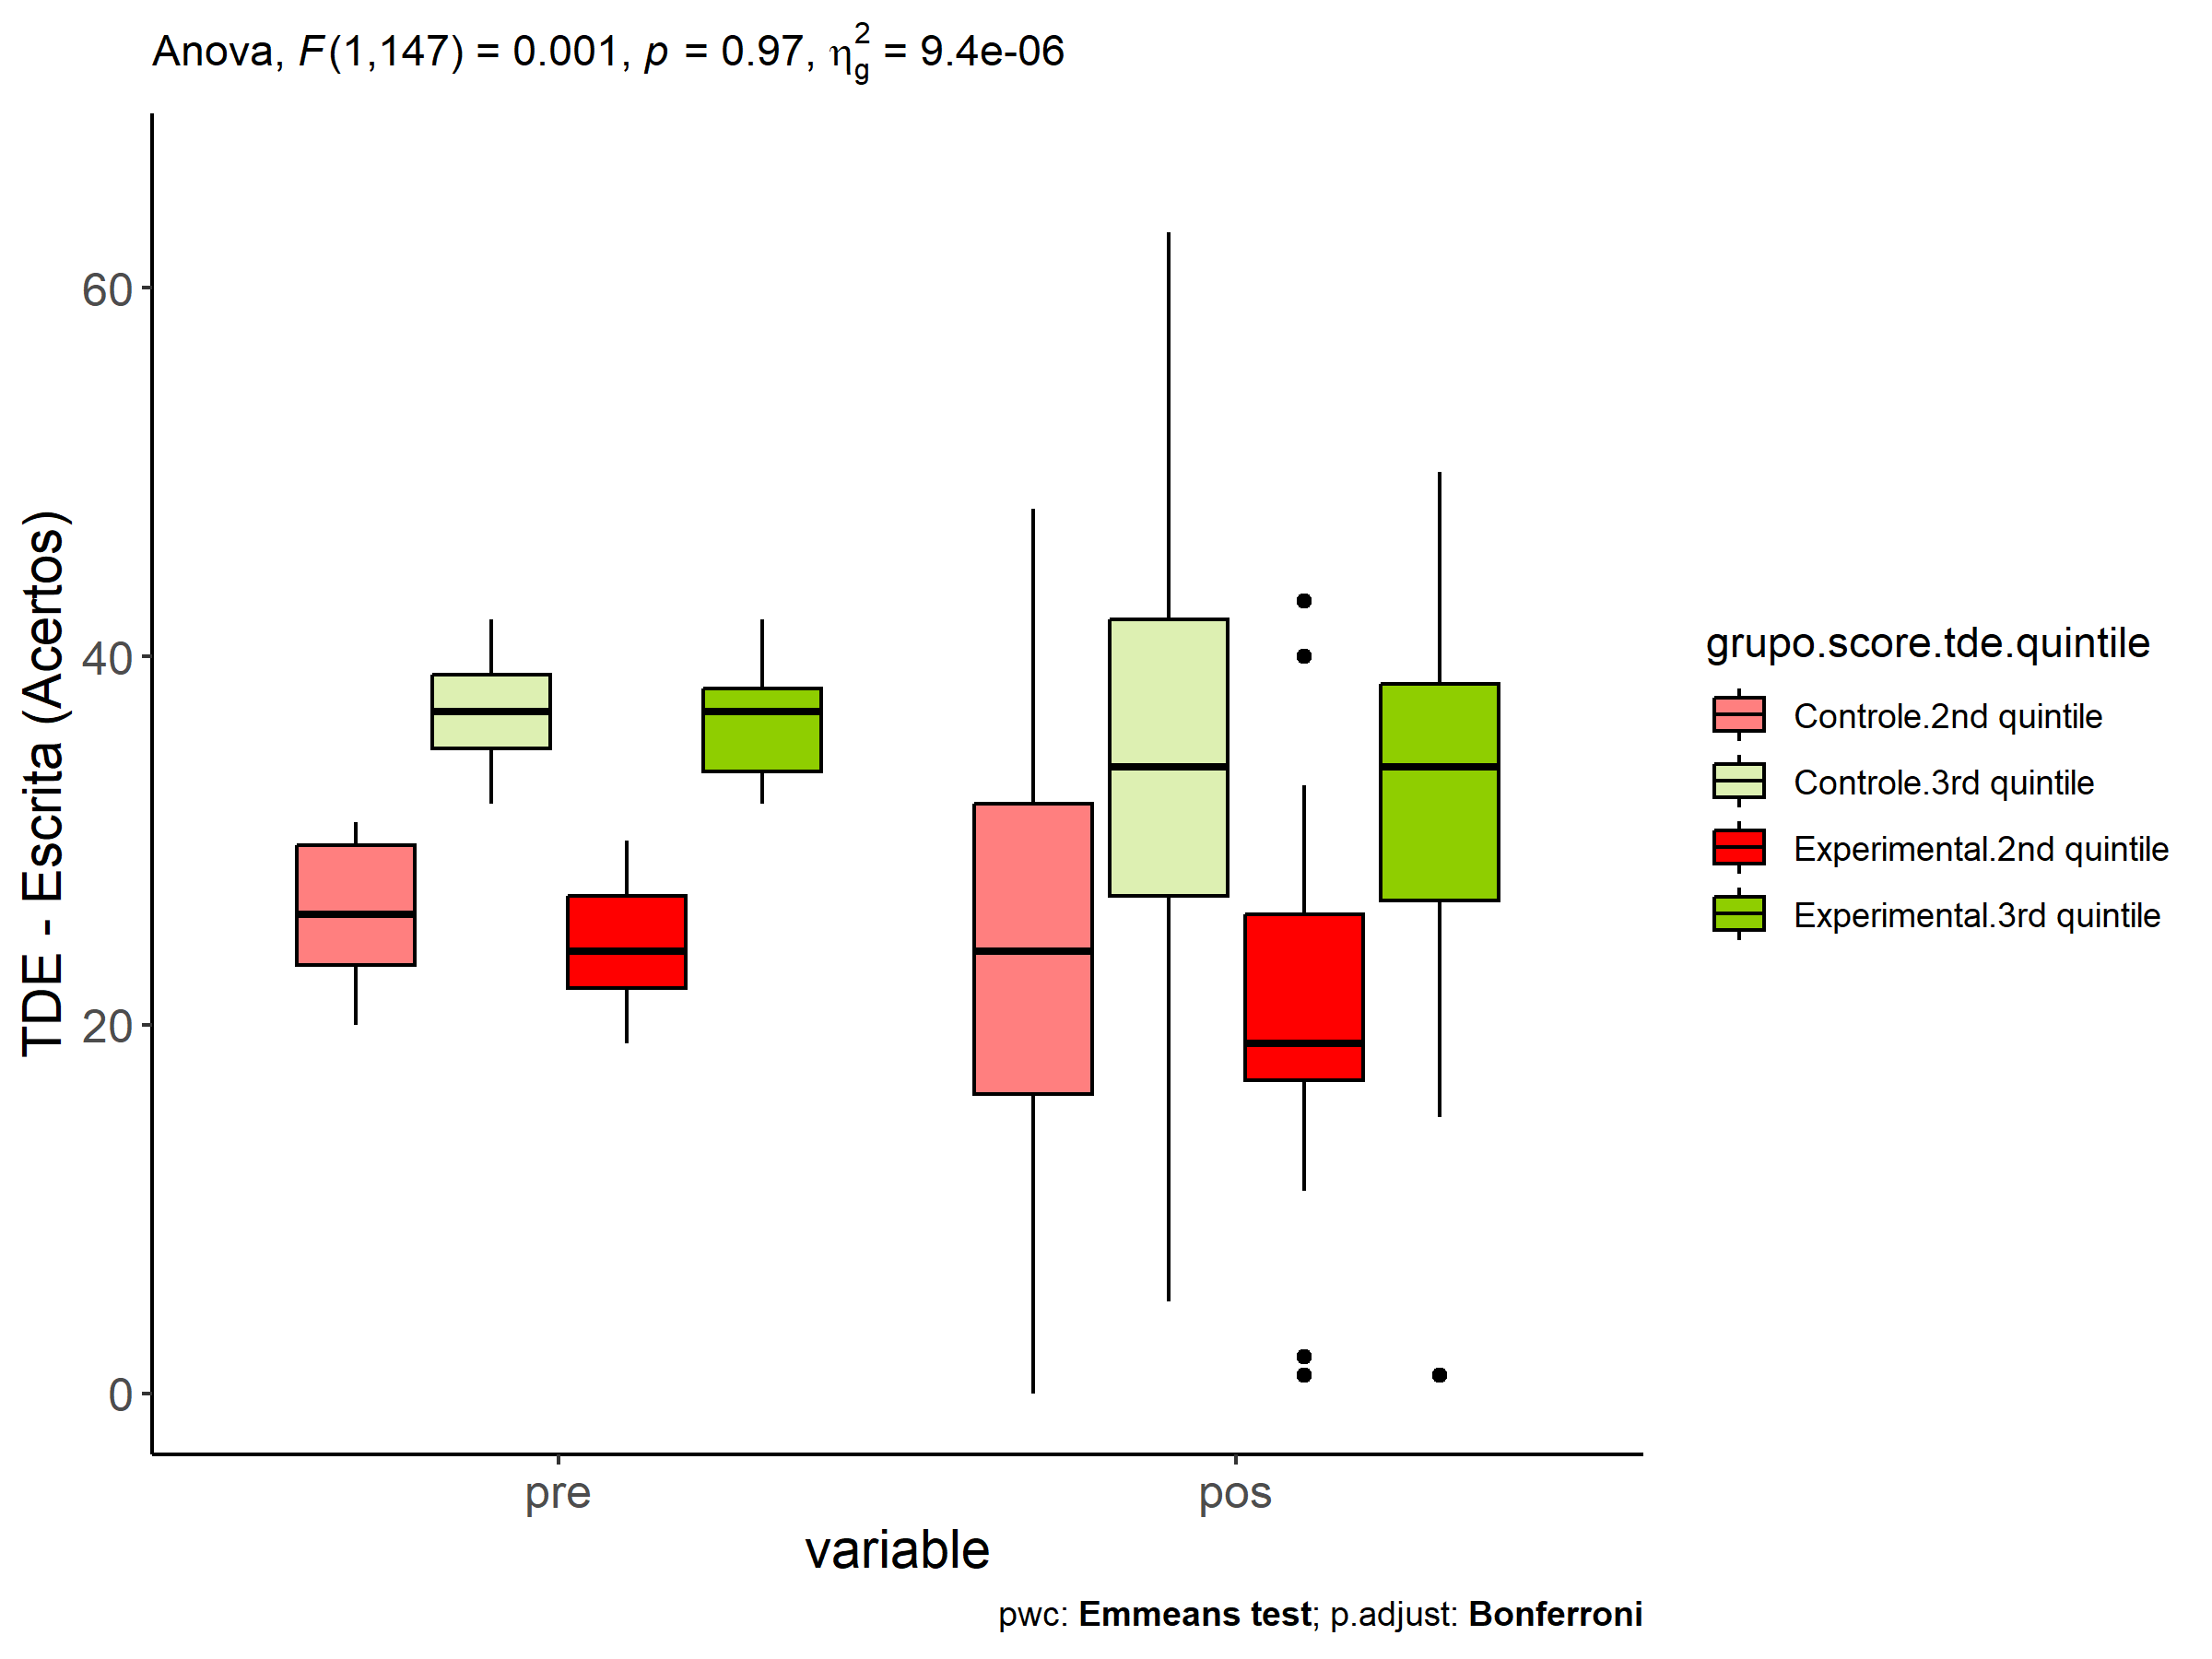 Anova, F(1,147) = 0.001, p = 0.97, η²g = 9.4e-06
TDE - Escrita (Acertos)
60
40
20
0
pre pos
variable
grupo.score.tde.quintile
Controle.2nd quintile
Controle.3rd quintile
Experimental.2nd quintile
Experimental.3rd quintile
pwc: Emmeans test; p.adjust: Bonferroni